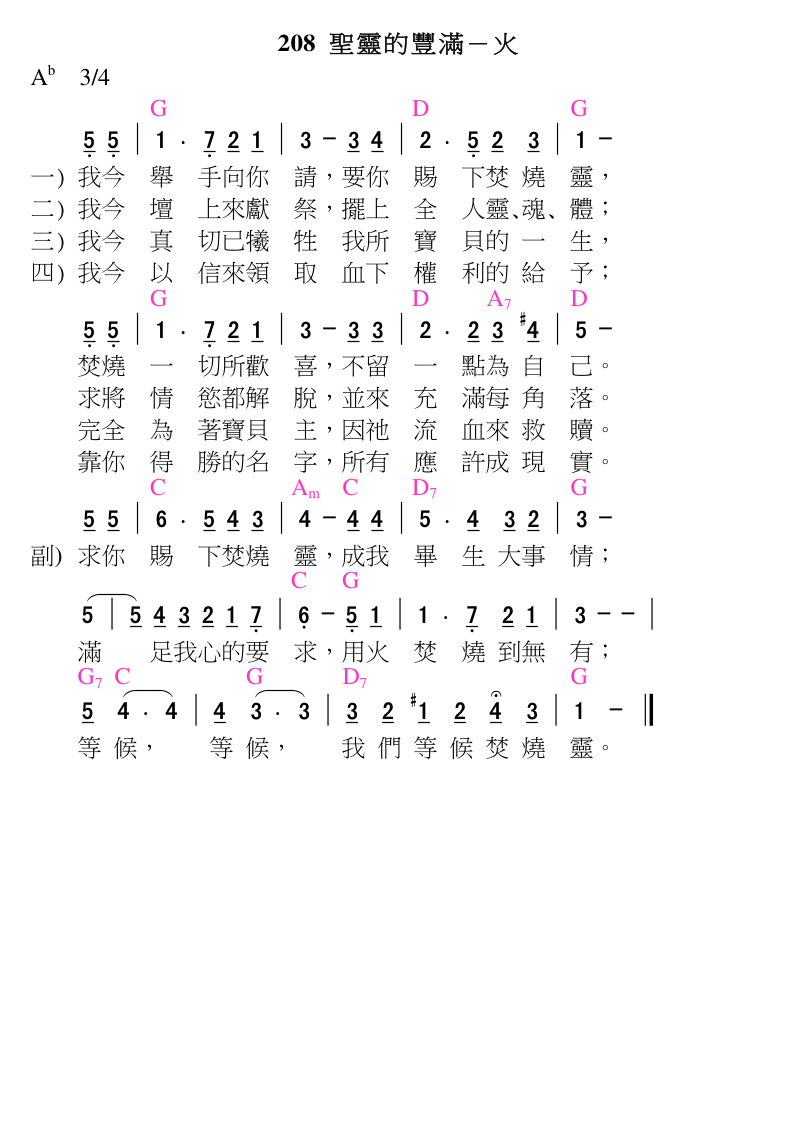 208 聖靈的豐滿－火
Ab 3/4
G D G
5 5 | 1 · 7 2 1 | 3 – 3 4 | 2 · 5 2 3 | 1 –
一) 我今 舉 手向你 請，要你 賜 下焚 燒 靈，
二) 我今 壇 上來獻 祭，擺上 全 人靈、魂、體；
三) 我今 真 切已犧 牲 我所 寶 貝的 一 生，
四) 我今 以 信來領 取 血下 權 利的 給 予；
G D A7 D
5 5 | 1 · 7 2 1 | 3 – 3 3 | 2 · 2 3 #4 | 5 –
焚燒 一 切所歡 喜，不留 一 點為 自 己。
求將 情 慾都解 脫，並來 充 滿每 角 落。
完全 為 著寶貝 主，因祂 流 血來 救 贖。
靠你 得 勝的名 字，所有 應 許成 現 實。
C Am C D7 G
5 5 | 6 · 5 4 3 | 4 – 4 4 | 5 · 4 3 2 | 3 –
副) 求你 賜 下焚燒 靈，成我 畢 生 大事 情；
C G
5 | 5 4 3 2 1 7 | 6 – 5 1 | 1 · 7 2 1 | 3 – – |
滿 足我心的要 求，用火 焚 燒 到無 有；
G7 C G D7 G
5 4 · 4 | 4 3 · 3 | 3 2 #1 2 4 3 | 1 – ‖
等 候， 等 候， 我 們 等 候 焚 燒 靈。